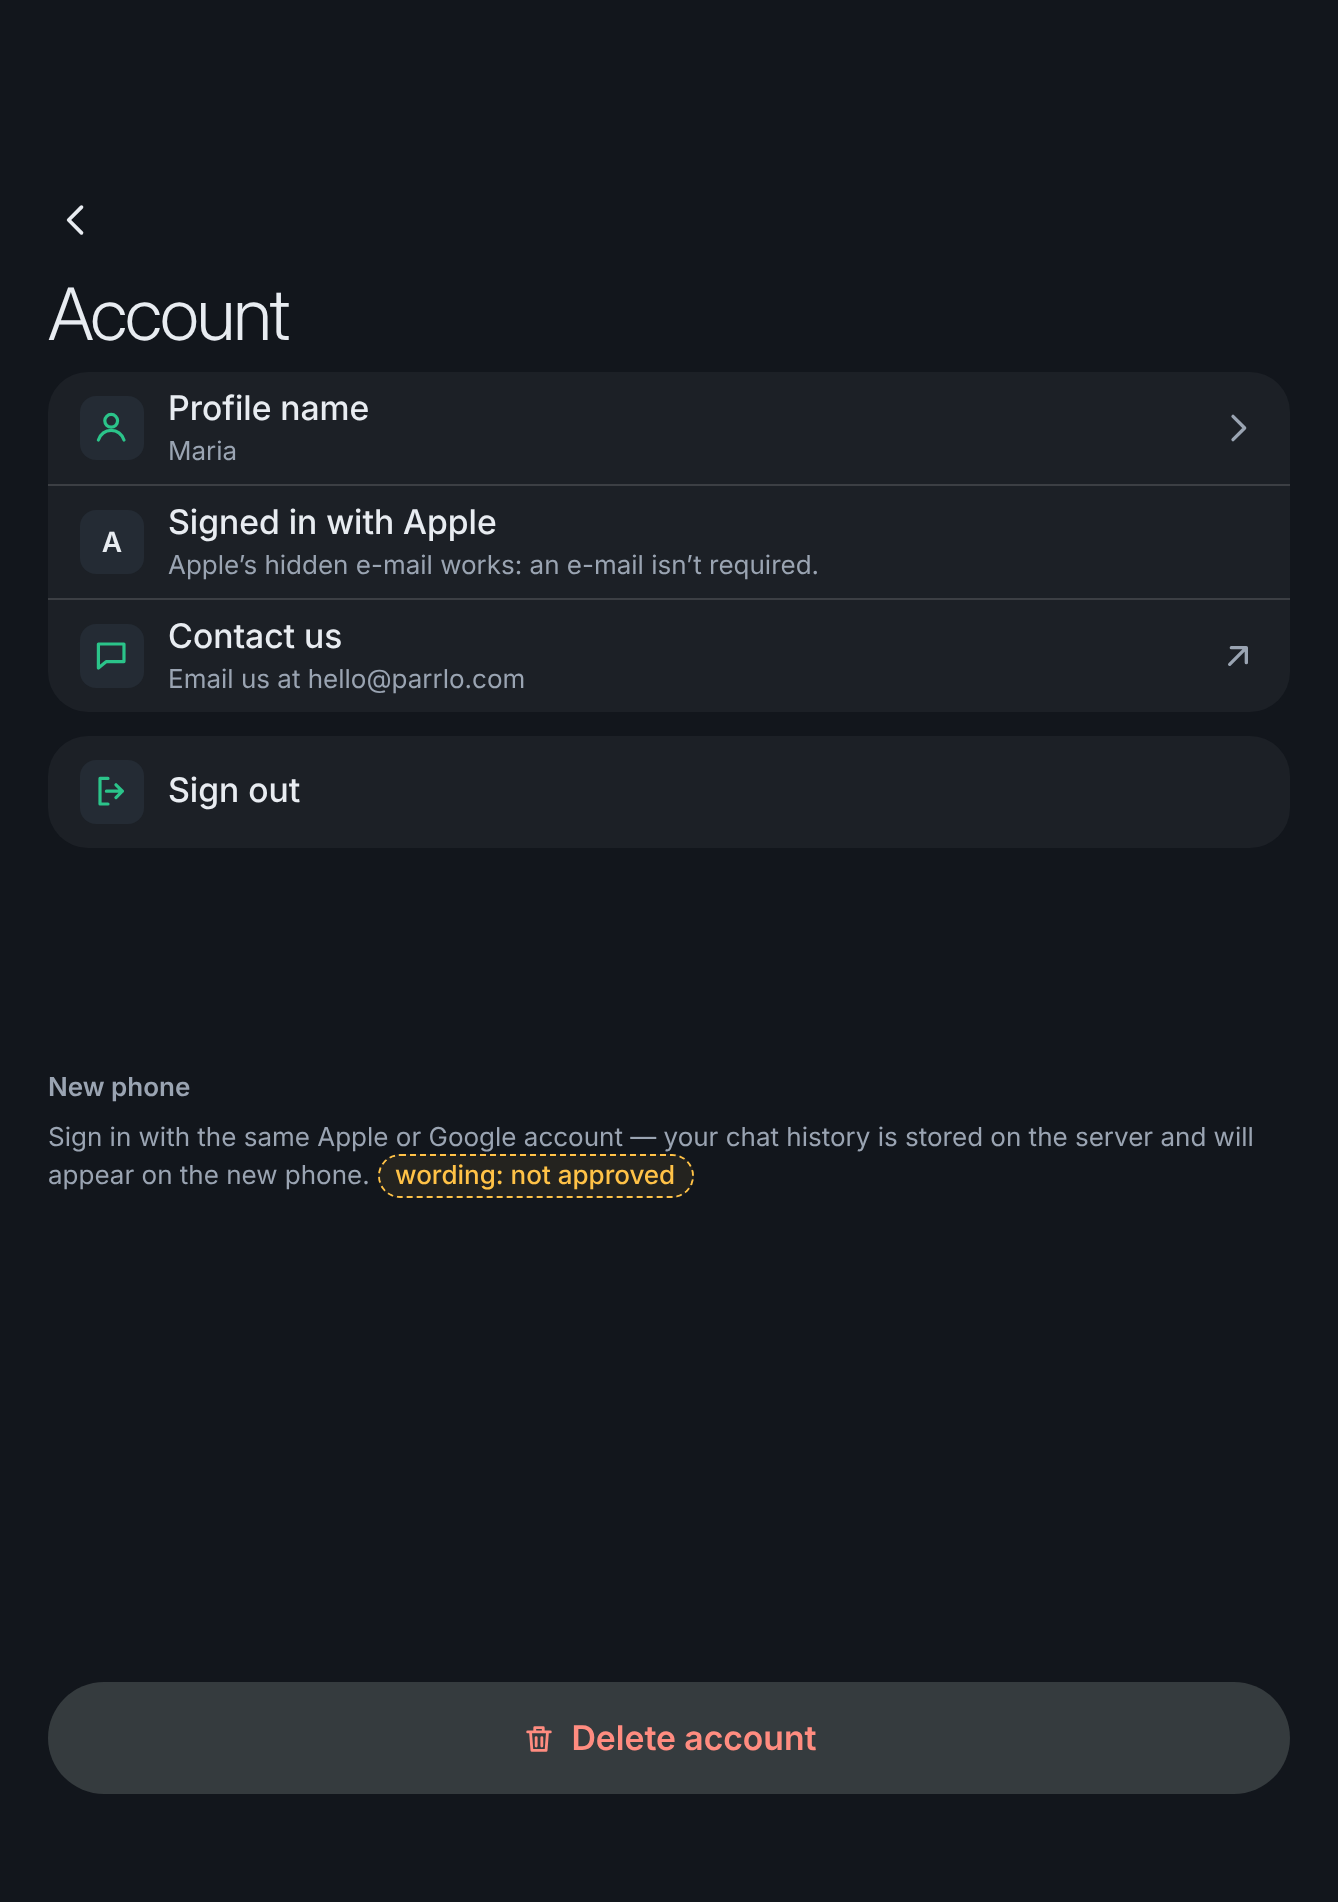 Account
Profile name
Maria
A
Signed in with Apple
Apple’s hidden e-mail works: an e-mail isn’t required.
Contact us
Email us at hello@parrlo.com
Sign out
New phone
Sign in with the same Apple or Google account — your chat history is stored on the server and will
appear on the new phone. wording: not approved
Delete account